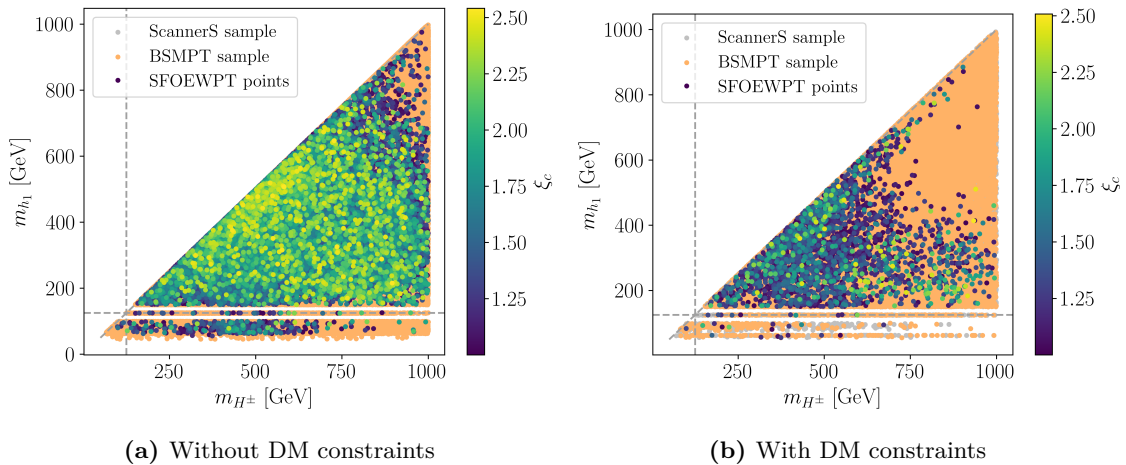 ScannerS sample
BSMPT sample
SFOEWPT points
1000
800
600
400
200
0
250
500
750
1000
m_{h_1} [GeV]
m_{H^±} [GeV]
2.50
2.25
2.00
1.75
1.50
1.25
ξ_c
(a) Without DM constraints
ScannerS sample
BSMPT sample
SFOEWPT points
1000
800
600
400
200
0
250
500
750
1000
m_{h_1} [GeV]
m_{H^±} [GeV]
2.50
2.25
2.00
1.75
1.50
1.25
ξ_c
(b) With DM constraints